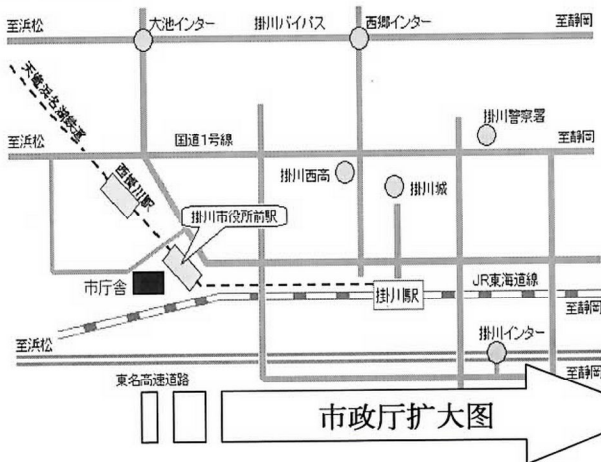 至浜松
大池インター
掛川バイパス
西郷インター
至静岡
天竜浜名湖鉄道
至浜松
国道1号線
掛川警察署
至静岡
西掛川駅
掛川西高
掛川城
掛川市役所前駅
市庁舎
掛川駅
JR東海道線
至静岡
至浜松
掛川インター
東名高速道路
至静岡
市政厅扩大图